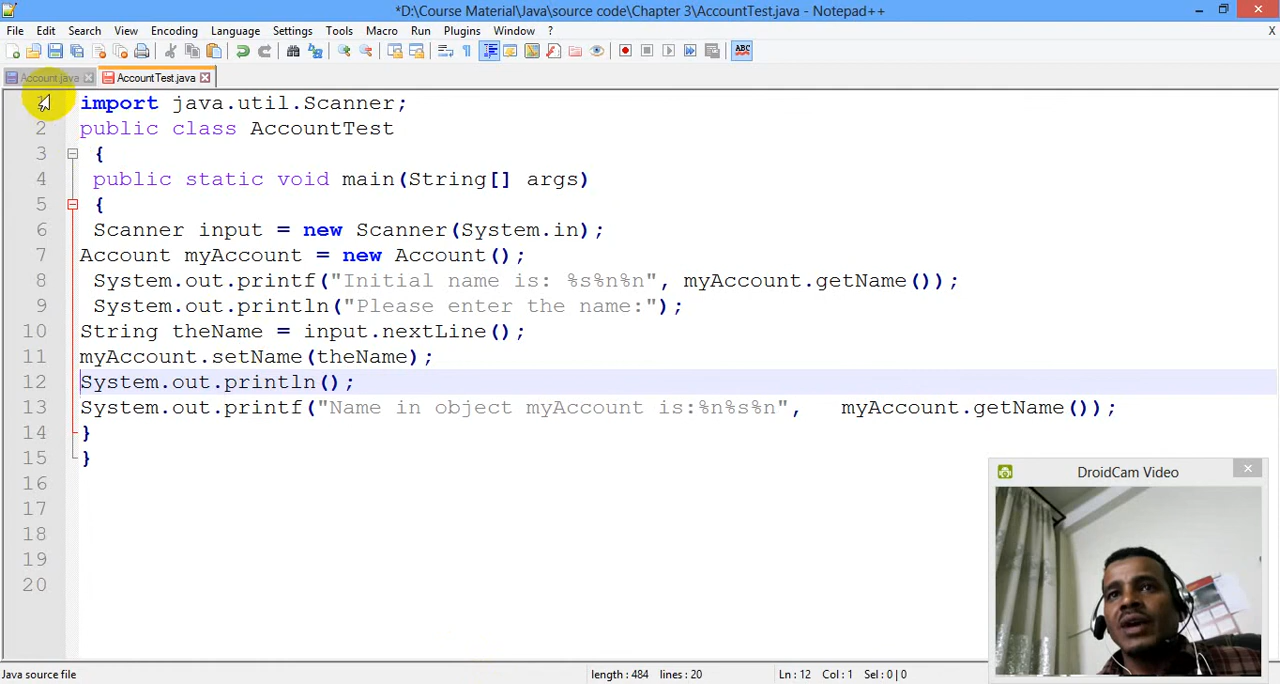 *D:\Course Material\Java\source code\Chapter 3\AccountTest.java - Notepad++
File Edit Search View Encoding Language Settings Tools Macro Run Plugins Window ? X
ABC
Account.java AccountTest.java
1 import java.util.Scanner;
2 public class AccountTest
3 {
4 public static void main(String[] args)
5 {
6 Scanner input = new Scanner(System.in);
7 Account myAccount = new Account();
8 System.out.printf("Initial name is: %s%n%n", myAccount.getName());
9 System.out.println("Please enter the name:");
10 String theName = input.nextLine();
11 myAccount.setName(theName);
12 System.out.println();
13 System.out.printf("Name in object myAccount is:%n%s%n", myAccount.getName());
14 }
15 }
16
17
18
19
20
DroidCam Video
Java source file length : 484 lines : 20 Ln : 12 Col : 1 Sel : 0 | 0